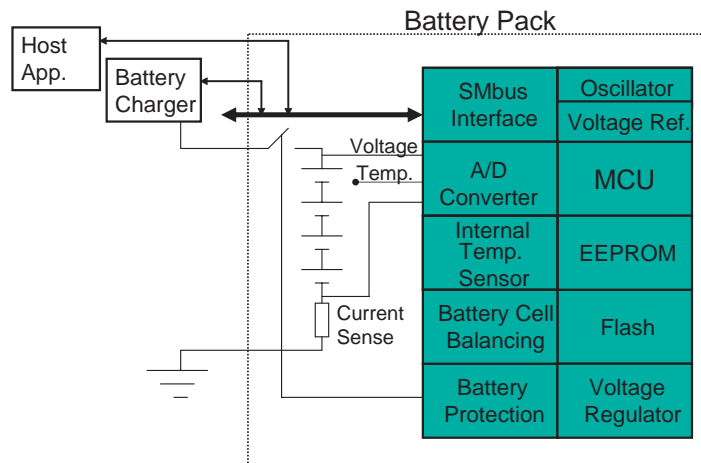 Battery Pack
Host
App.
Battery
Charger
SMbus
Interface
Oscillator
Voltage Ref.
Voltage
Temp.
A/D
Converter
MCU
Internal
Temp.
Sensor
EEPROM
Current
Sense
Battery Cell
Balancing
Flash
Battery
Protection
Voltage
Regulator